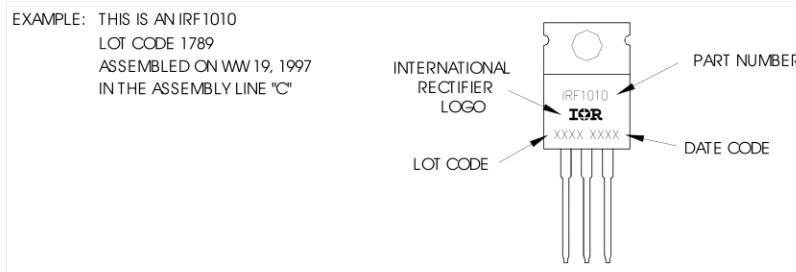 EXAMPLE: THIS IS AN IRF1010
LOT CODE 1789
ASSEMBLED ON WW 19, 1997
IN THE ASSEMBLY LINE "C"
INTERNATIONAL
RECTIFIER
LOGO
LOT CODE
IRF1010
IOR
XXXX XXXX
PART NUMBER
DATE CODE